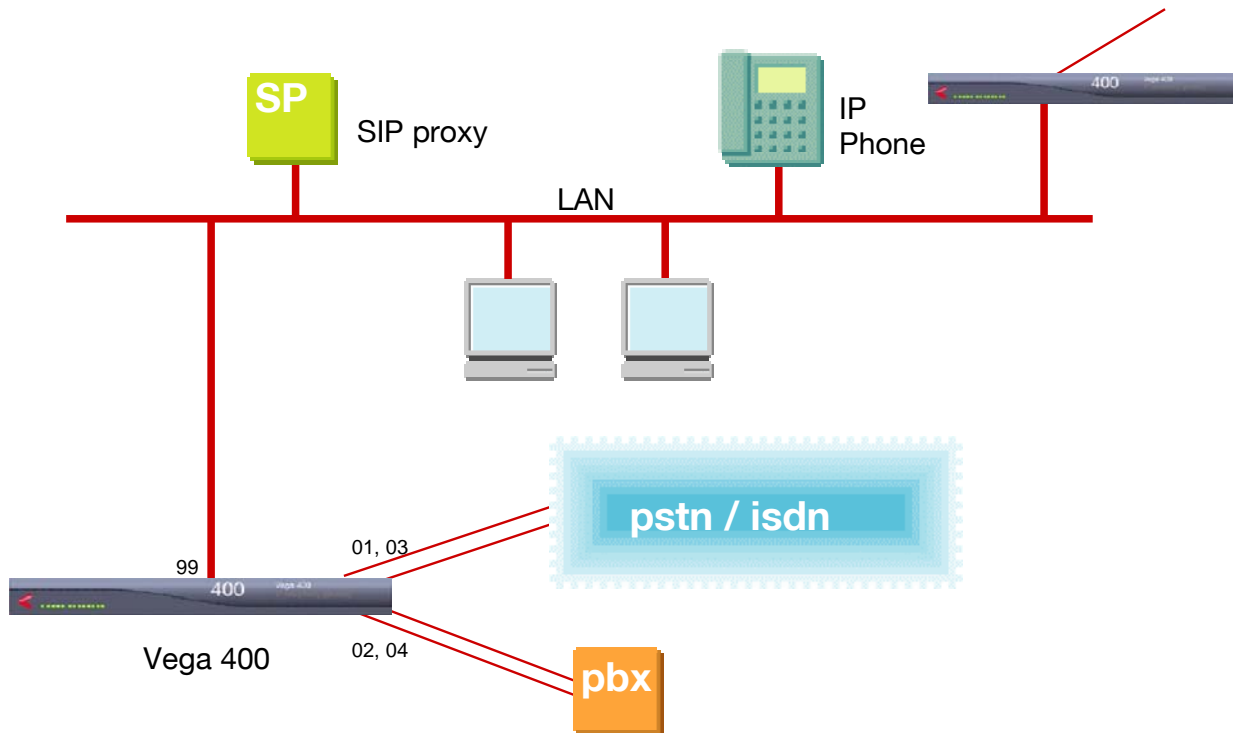 SP
SIP proxy
IP
Phone
400
LAN
pstn / isdn
01, 03
99
400
Vega 400
02, 04
pbx